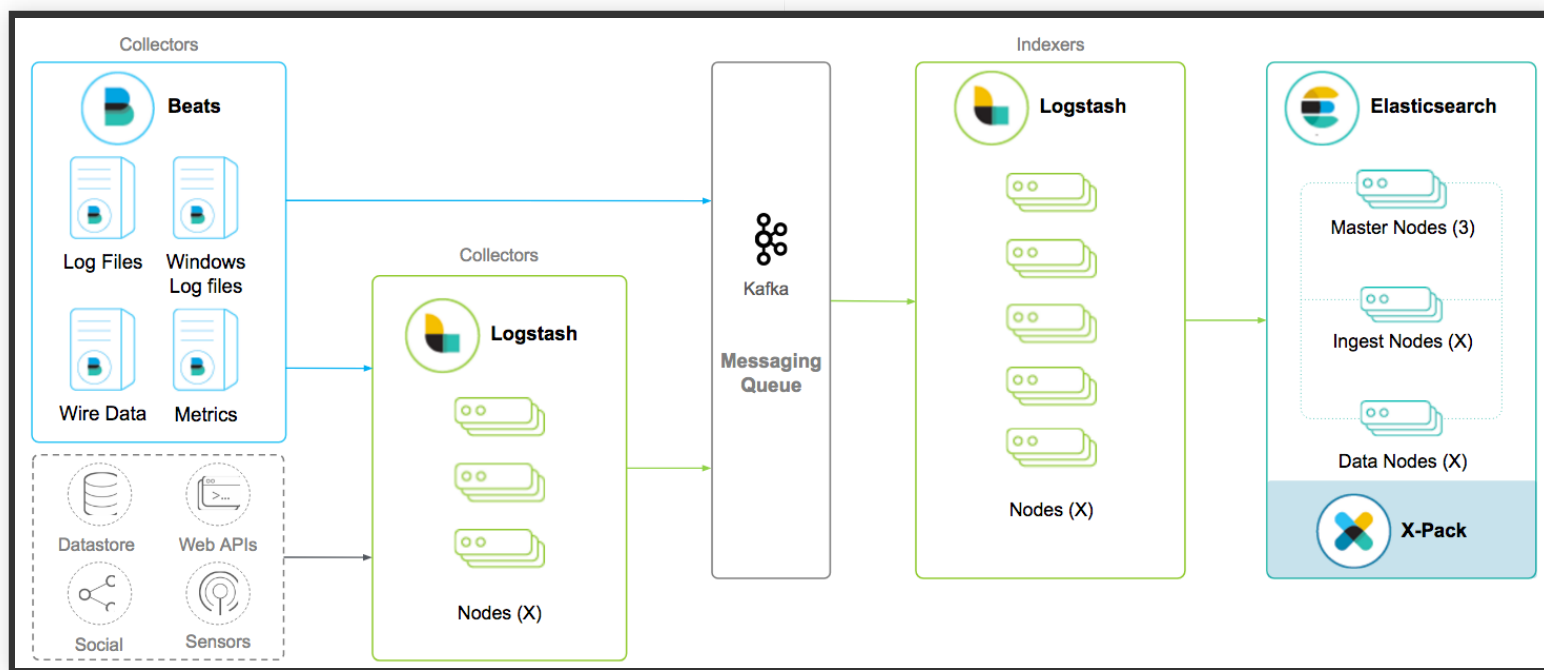 Collectors
Beats
Log Files
Windows
Log files
Wire Data
Metrics
Datastore
Web APIs
>_...
Social
Sensors
Collectors
Logstash
Nodes (X)
Kafka
Messaging
Queue
Indexers
Logstash
Nodes (X)
Elasticsearch
Master Nodes (3)
Ingest Nodes (X)
Data Nodes (X)
X-Pack